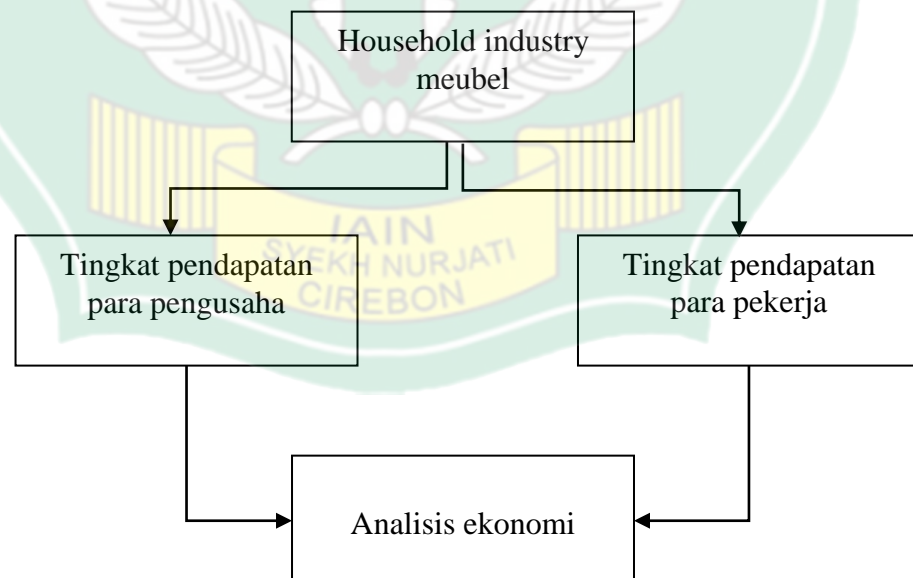 Household industry
meubel
IAIN
SYEKH NURJATI
CIREBON
Tingkat pendapatan
para pengusaha
Tingkat pendapatan
para pekerja
Analisis ekonomi